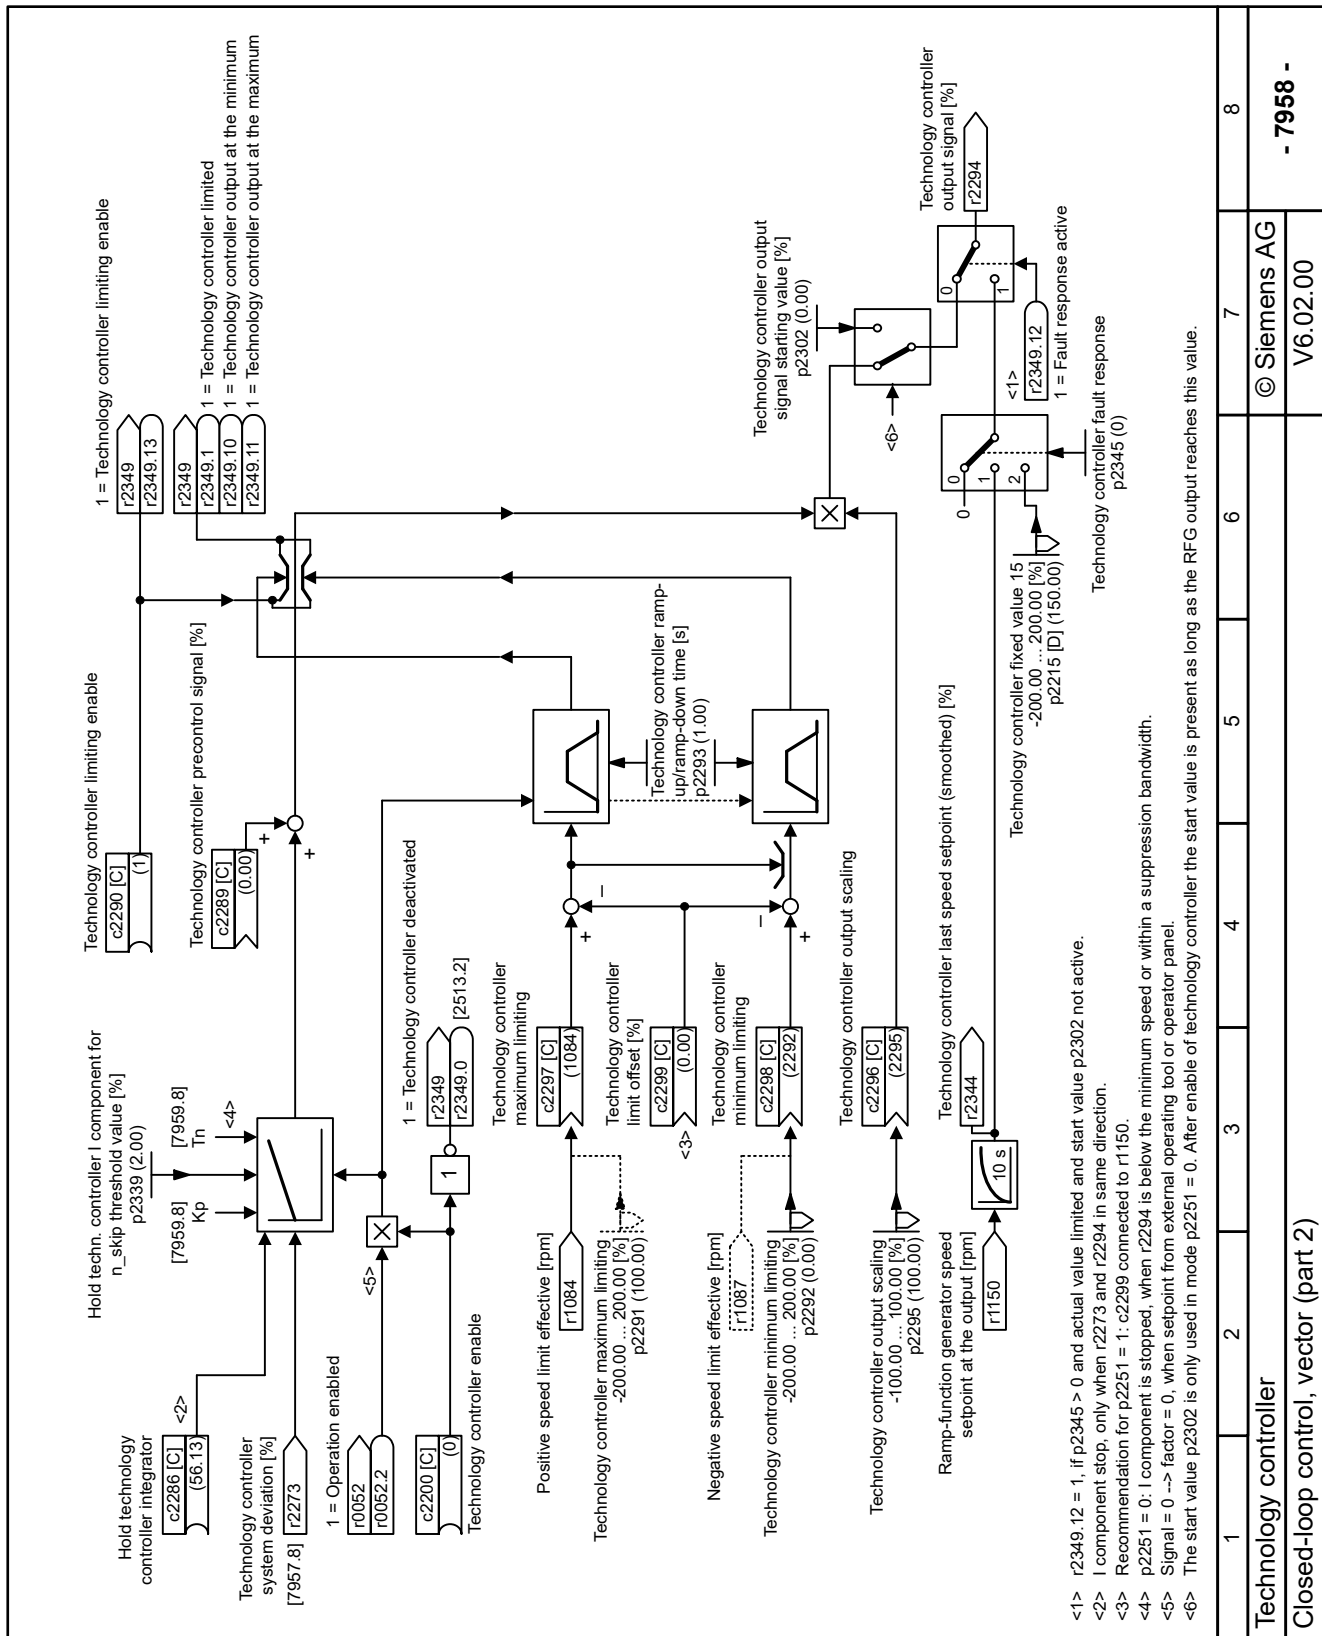 Hold technology
controller integrator
c2286 [C]
(56.13)
<2>
Technology controller
system deviation [%]
[7957.8]
r2273
1 = Operation enabled
r0052
r0052.2
c2200 [C]
(0)
Technology controller enable
Hold techn. controller I component for
n_skip threshold value [%]
p2339 (2.00)
[7959.8]
Kp
[7959.8]
Tn
<4>
<5>
1
1 = Technology controller deactivated
r2349
r2349.0
[2513.2]
Technology controller limiting enable
c2290 [C]
(1)
Technology controller precontrol signal [%]
c2289 [C]
(0.00)
+
+
1 = Technology controller limiting enable
r2349
r2349.13
r2349
r2349.1
r2349.10
r2349.11
1 = Technology controller limited
1 = Technology controller output at the minimum
1 = Technology controller output at the maximum
Positive speed limit effective [rpm]
r1084
Technology controller maximum limiting
-200.00 ... 200.00 [%]
p2291 (100.00)
Technology controller
maximum limiting
c2297 [C]
(1084)
+
–
Technology controller
limit offset [%]
c2299 [C]
(0.00)
<3>
Negative speed limit effective [rpm]
r1087
Technology controller minimum limiting
-200.00 ... 200.00 [%]
p2292 (0.00)
Technology controller
minimum limiting
c2298 [C]
(2292)
+
–
Technology controller ramp-
up/ramp-down time [s]
p2293 (1.00)
Technology controller output scaling
-100.00 ... 100.00 [%]
p2295 (100.00)
Technology controller output scaling
c2296 [C]
(2295)
Technology controller output
signal starting value [%]
p2302 (0.00)
<6>
Technology controller
output signal [%]
r2294
0
1
<1>
r2349.12
1 = Fault response active
Ramp-function generator speed
setpoint at the output [rpm]
r1150
10 s
Technology controller last speed setpoint (smoothed) [%]
r2344
0
0
1
2
Technology controller fixed value 15
-200.00 ... 200.00 [%]
p2215 [D] (150.00)
Technology controller fault response
p2345 (0)
<1> r2349.12 = 1, if p2345 > 0 and actual value limited and start value p2302 not active.
<2> I component stop, only when r2273 and r2294 in same direction.
<3> Recommendation for p2251 = 1: c2299 connected to r1150.
<4> p2251 = 0: I component is stopped, when r2294 is below the minimum speed or within a suppression bandwidth.
<5> Signal = 0 --> factor = 0, when setpoint from external operating tool or operator panel.
<6> The start value p2302 is only used in mode p2251 = 0. After enable of technology controller the start value is present as long as the RFG output reaches this value.
1 2 3 4 5 6 7 8
Technology controller
Closed-loop control, vector (part 2)
© Siemens AG
V6.02.00
- 7958 -